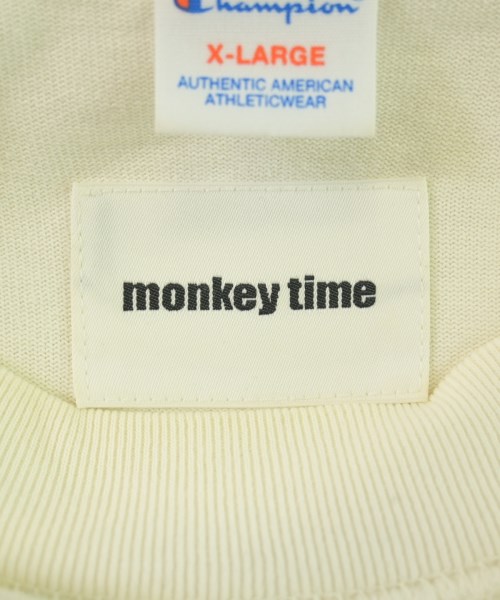 Champion
X-LARGE
AUTHENTIC AMERICAN
ATHLETICWEAR
monkey time